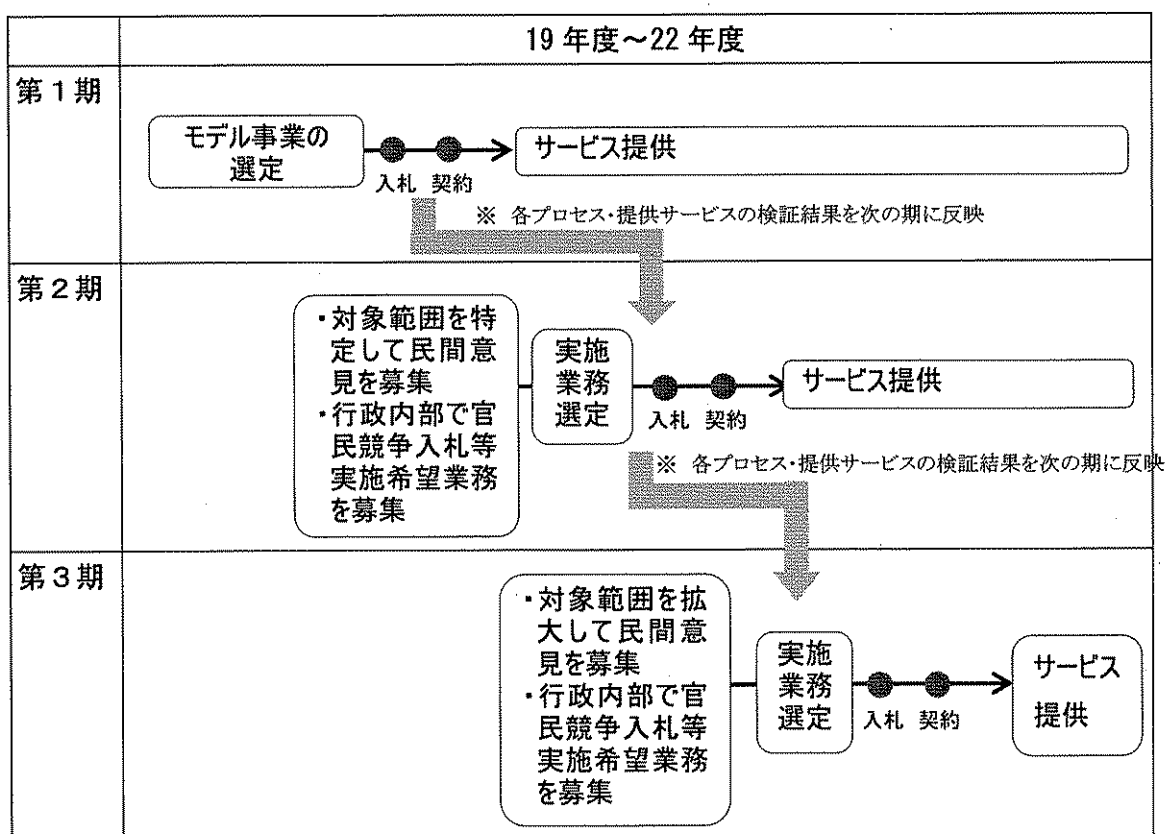 19年度～22年度
第1期
モデル事業の
選定
入札 契約
サービス提供
※ 各プロセス・提供サービスの検証結果を次の期に反映
第2期
・対象範囲を特
定して民間意
見を募集
・行政内部で官
民競争入札等
実施希望業務
を募集
実施
業務
選定
入札 契約
サービス提供
※ 各プロセス・提供サービスの検証結果を次の期に反映
第3期
・対象範囲を拡
大して民間意
見を募集
・行政内部で官
民競争入札等
実施希望業務
を募集
実施
業務
選定
入札 契約
サービス
提供